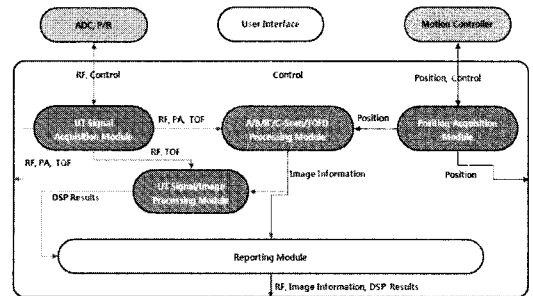 ADC, P/R
User Interface
Motion Controller
RF, Control
Control
Position, Control
UT Signal
Acquisition Module
RF, PA, TOF
Processing Module
Position
Position Acquisition
Module
RF, TOF
RF, PA, TOF
Image Information
Position
UT Signal/Image
Processing Module
DSP Results
Reporting Module
RF, Image Information, DSP Results